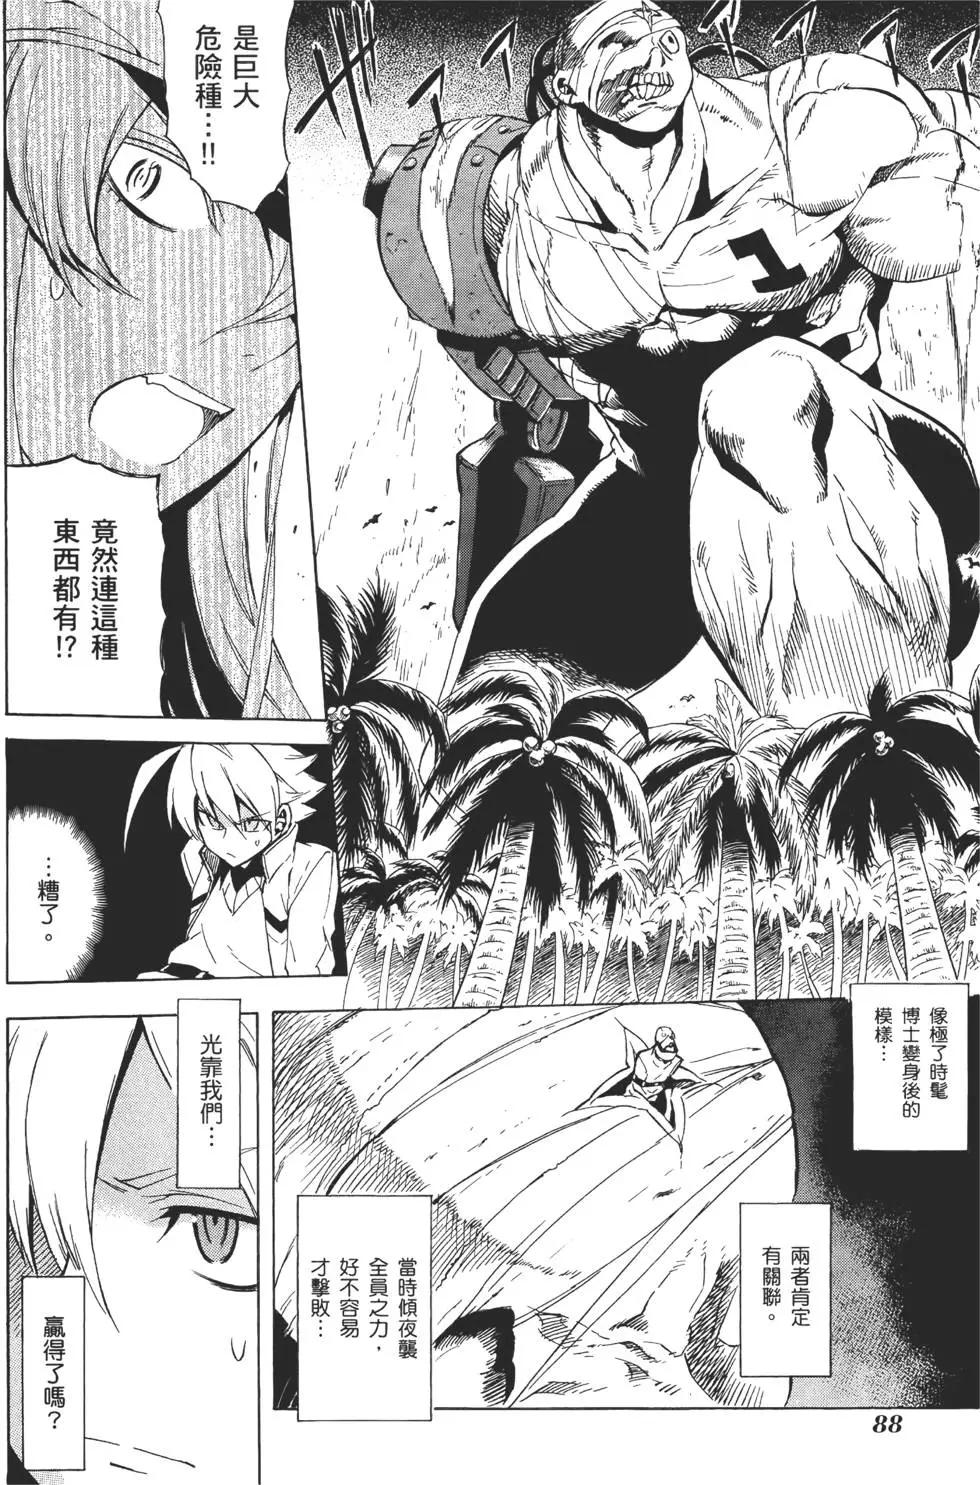 是巨大
危險種…!!
竟然連這種
東西都有!?
1
…糟了。
像極了時髦
博士變身後的
模樣…
兩者肯定
有關聯。
當時傾夜襲
全員之力，
好不容易
才擊敗…
光靠我們…
贏得了嗎？
88